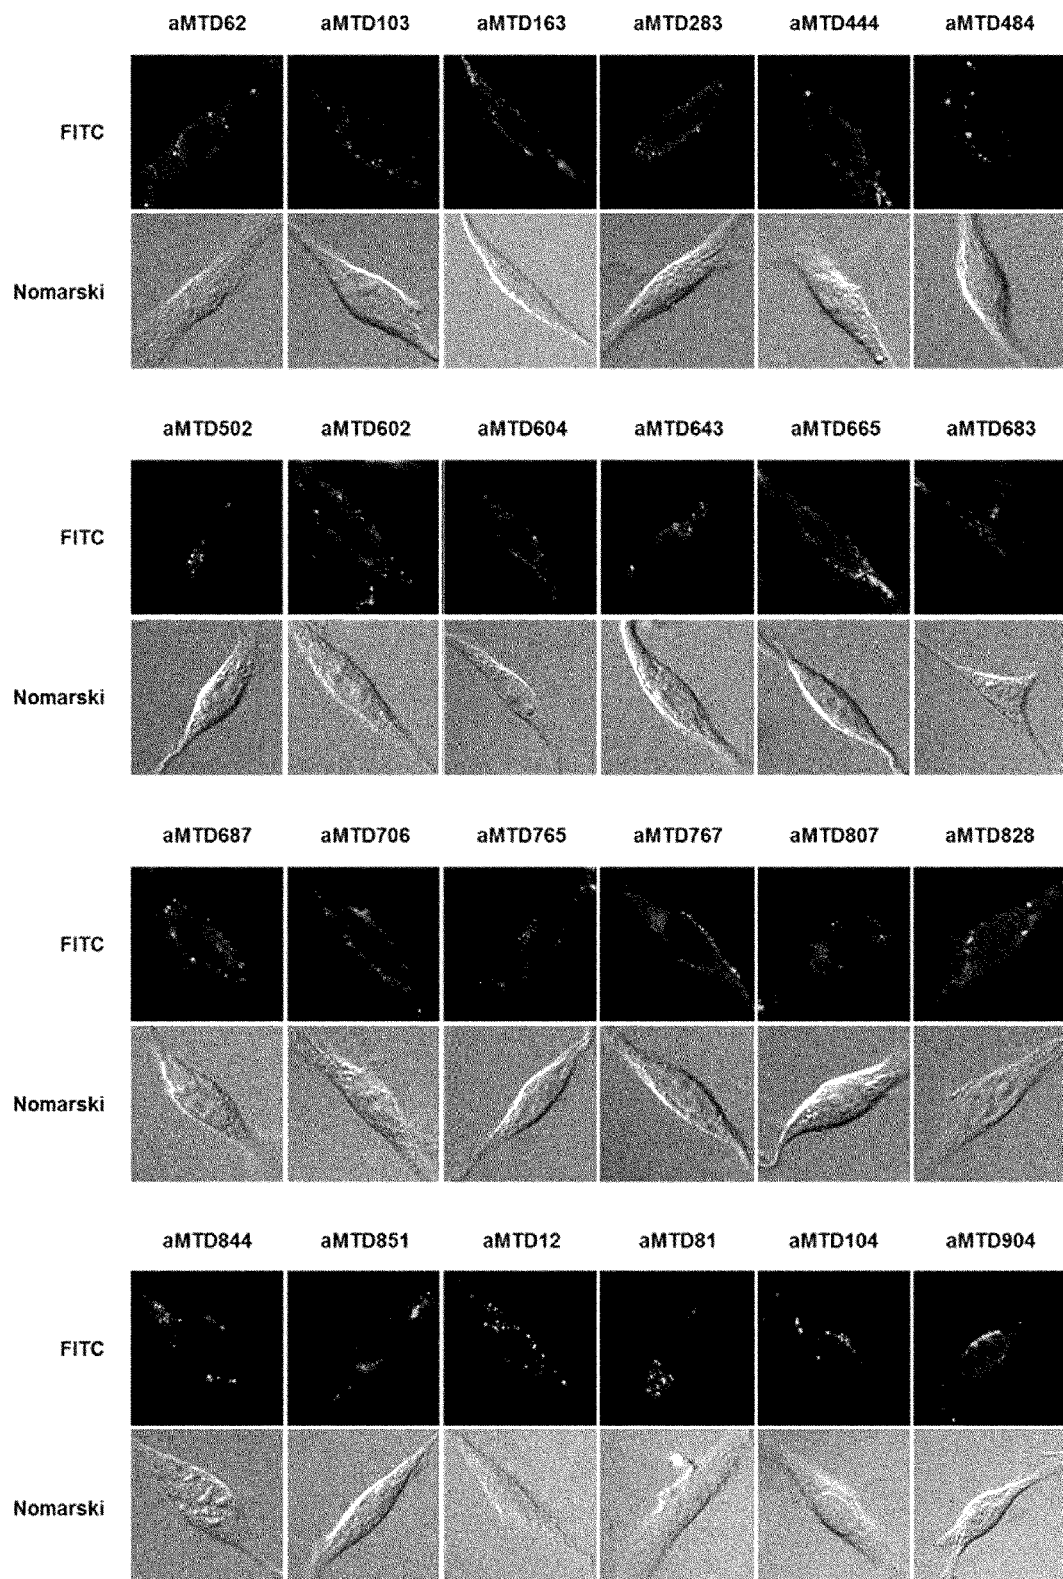 aMTD62 aMTD103 aMTD163 aMTD283 aMTD444 aMTD484
FITC
Nomarski
aMTD502 aMTD602 aMTD604 aMTD643 aMTD665 aMTD683
FITC
Nomarski
aMTD687 aMTD706 aMTD765 aMTD767 aMTD807 aMTD828
FITC
Nomarski
aMTD844 aMTD851 aMTD12 aMTD81 aMTD104 aMTD904
FITC
Nomarski